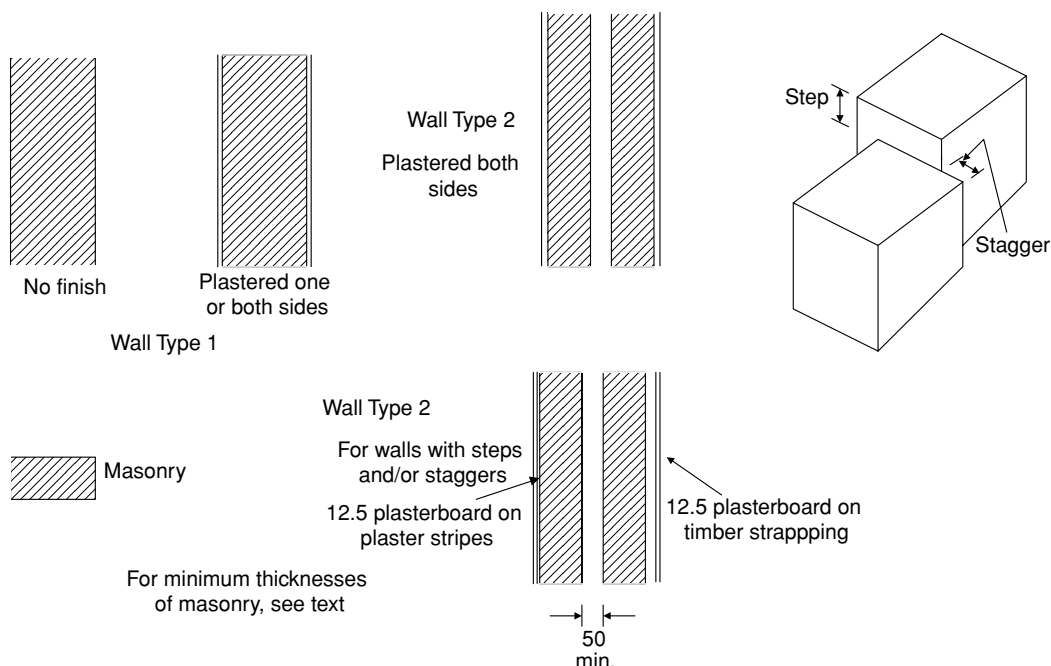 Wall Type 2
Plastered both
sides
Step
Stagger
No finish
Plastered one
or both sides
Wall Type 1
Wall Type 2
For walls with steps
and/or staggers
12.5 plasterboard on
plaster stripes
Masonry
12.5 plasterboard on
timber strappping
For minimum thicknesses
of masonry, see text
50
min.